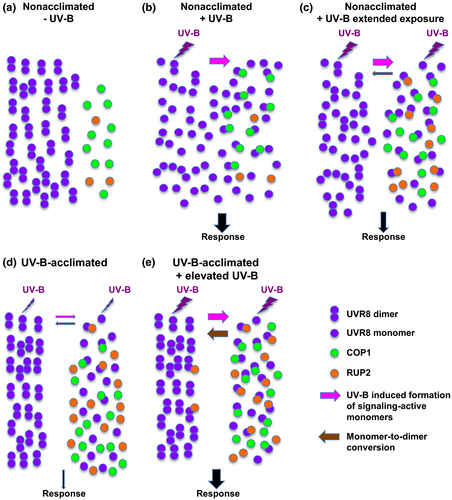 (a) Nonacclimated
- UV-B
(b) Nonacclimated
+ UV-B
(c) Nonacclimated
+ UV-B extended exposure
UV-B
UV-B
UV-B
Response
Response
(d) UV-B-acclimated
(e) UV-B-acclimated
+ elevated UV-B
UV-B
UV-B
UV-B
UV-B
Response
Response
UVR8 dimer
UVR8 monomer
COP1
RUP2
UV-B induced formation
of signaling-active
monomers
Monomer-to-dimer
conversion